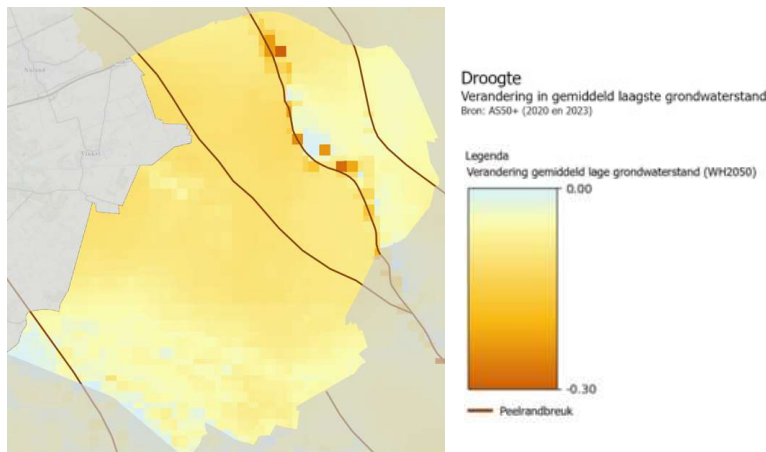 Nuland
Droogte
Verandering in gemiddeld laagste grondwaterstand
Bron: AS50+ (2020 en 2023)
Legenda
Verandering gemiddeld lage grondwaterstand (WH2050)
0.00
-0.30
Peelrandbreuk